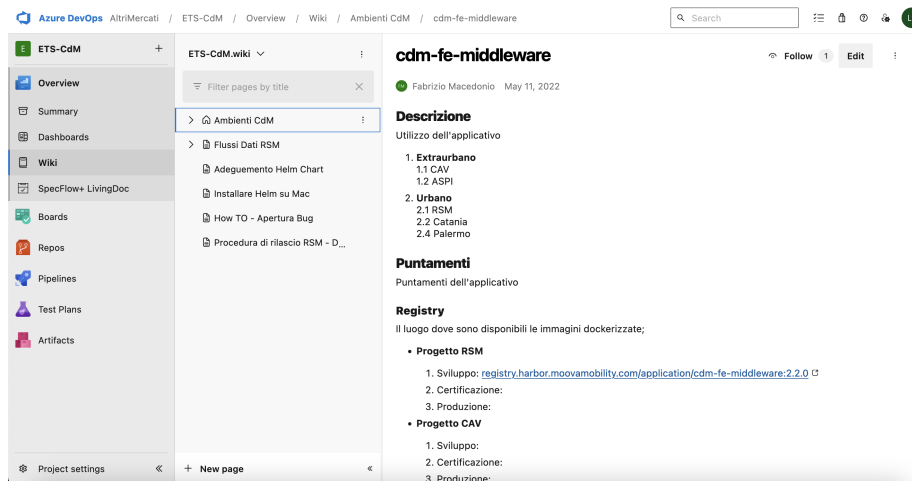 Azure DevOps AltriMercati / ETS-CdM / Overview / Wiki / Ambienti CdM / cdm-fe-middleware
Search
L
E ETS-CdM +
Overview
Summary
Dashboards
Wiki
SpecFlow+ LivingDoc
Boards
Repos
Pipelines
Test Plans
Artifacts
Project settings
ETS-CdM.wiki
Filter pages by title
Ambienti CdM
Flussi Dati RSM
Adeguemento Helm Chart
Installare Helm su Mac
How TO - Apertura Bug
Procedura di rilascio RSM - D...
+ New page
cdm-fe-middleware
Follow 1 Edit
FM Fabrizio Macedonio May 11, 2022
Descrizione
Utilizzo dell'applicativo
1. Extraurbano
1.1 CAV
1.2 ASPI
2. Urbano
2.1 RSM
2.2 Catania
2.4 Palermo
Puntamenti
Puntamenti dell'applicativo
Registry
Il luogo dove sono disponibili le immagini dockerizzate;
• Progetto RSM
1. Sviluppo: registry.harbor.moovamobility.com/application/cdm-fe-middleware:2.2.0
2. Certificazione:
3. Produzione:
• Progetto CAV
1. Sviluppo:
2. Certificazione:
3. Produzione: